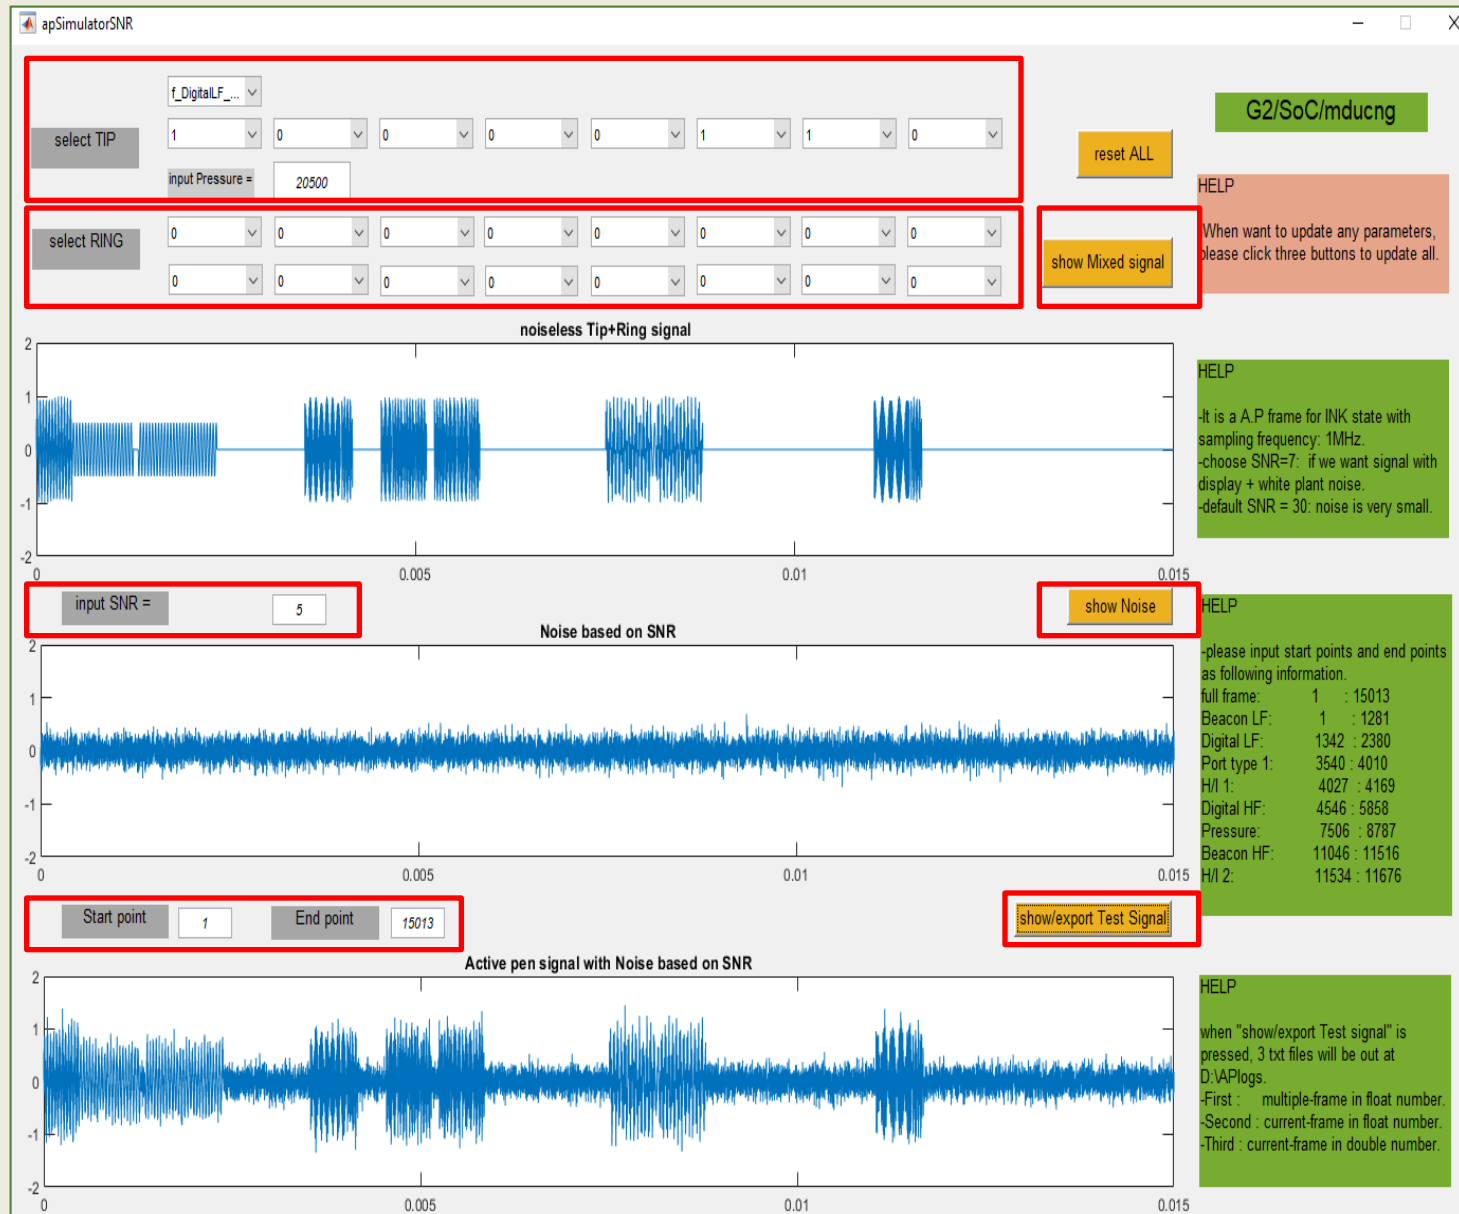 apSimulatorSNR
f_DigitalLF_...
select TIP
1 0 0 0 0 1 1 0
input Pressure = 20500
reset ALL
G2/SoC/mducng
HELP
-When want to update any parameters,
please click three buttons to update all.
select RING
0 0 0 0 0 0 0 0
0 0 0 0 0 0 0 0
show Mixed signal
noiseless Tip+Ring signal
2
1
0
-1
-2
0 0.005 0.01 0.015
HELP
-It is a A.P frame for INK state with
sampling frequency: 1MHz.
-choose SNR=7: if we want signal with
display + white plant noise.
-default SNR = 30: noise is very small.
input SNR = 5
show Noise
Noise based on SNR
2
1
0
-1
-2
0 0.005 0.01 0.015
HELP
-please input start points and end points
as following information.
full frame: 1 : 15013
Beacon LF: 1 : 1281
Digital LF: 1342 : 2380
Port type 1: 3540 : 4010
H/I 1: 4027 : 4169
Digital HF: 4546 : 5858
Pressure: 7506 : 8787
Beacon HF: 11046 : 11516
H/I 2: 11534 : 11676
Start point 1 End point 15013
show/export Test Signal
Active pen signal with Noise based on SNR
2
1
0
-1
-2
0 0.005 0.01 0.015
HELP
when "show/export Test signal" is
pressed, 3 txt files will be out at
D:\APlogs.
-First : multiple-frame in float number.
-Second : current-frame in float number.
-Third : current-frame in double number.